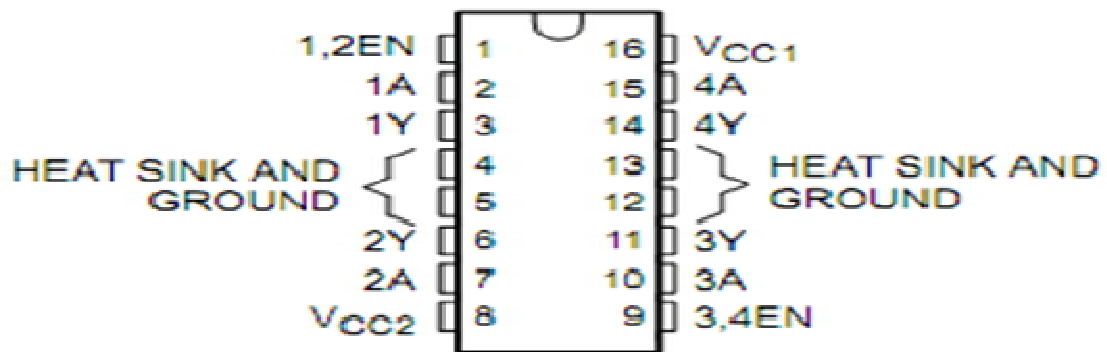 1,2EN 1 16 VCC1
1A 2 15 4A
1Y 3 14 4Y
HEAT SINK AND 4 13 HEAT SINK AND
GROUND 5 12 GROUND
2Y 6 11 3Y
2A 7 10 3A
VCC2 8 9 3,4EN